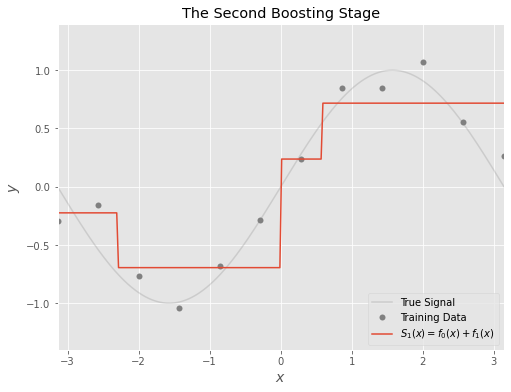 The Second Boosting Stage
y
1.0
0.5
0.0
−0.5
−1.0
−3
−2
−1
0
1
2
3
x
True Signal
Training Data
S₁(x) = f₀(x) + f₁(x)